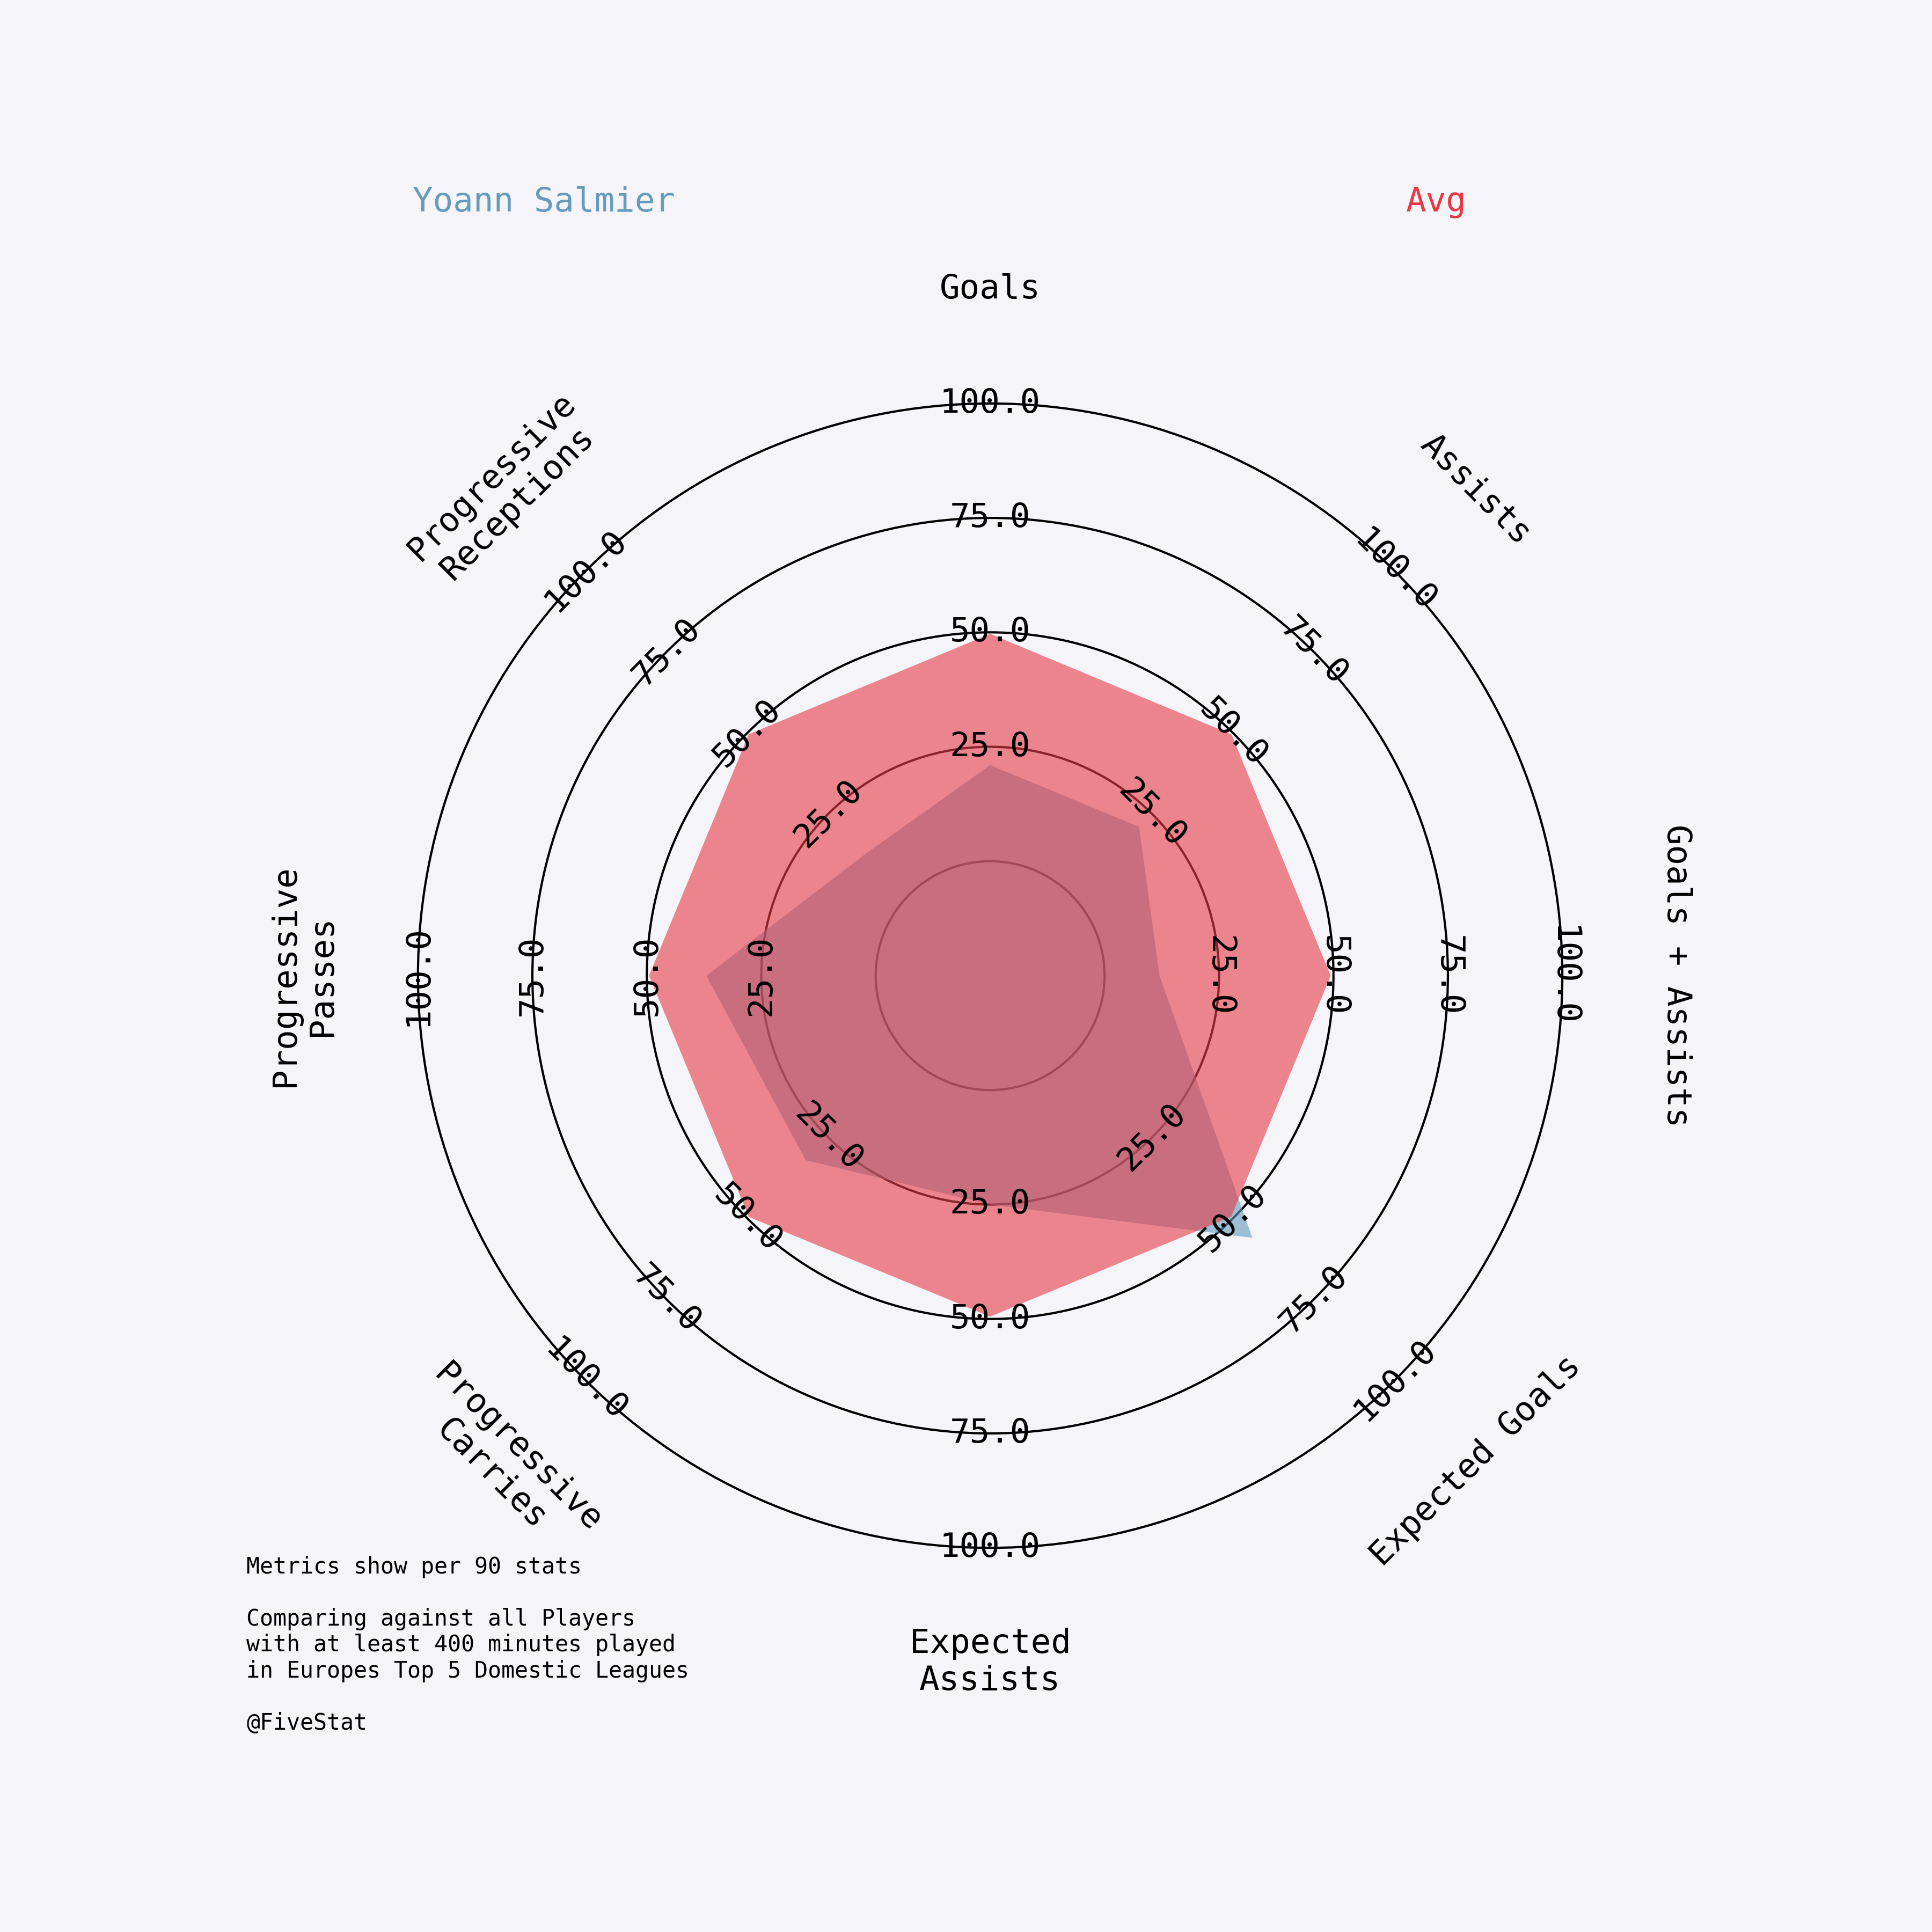 Yoann Salmier
Avg
Goals
Assists
Goals + Assists
Expected Goals
Expected
Assists
Progressive
Carries
Progressive
Passes
Progressive
Receptions
25.0
50.0
75.0
100.0
25.0
50.0
75.0
100.0
25.0
50.0
75.0
100.0
25.0
50.0
75.0
100.0
25.0
50.0
75.0
100.0
25.0
50.0
75.0
100.0
25.0
50.0
75.0
100.0
25.0
50.0
75.0
100.0
Metrics show per 90 stats
Comparing against all Players
with at least 400 minutes played
in Europes Top 5 Domestic Leagues
@FiveStat